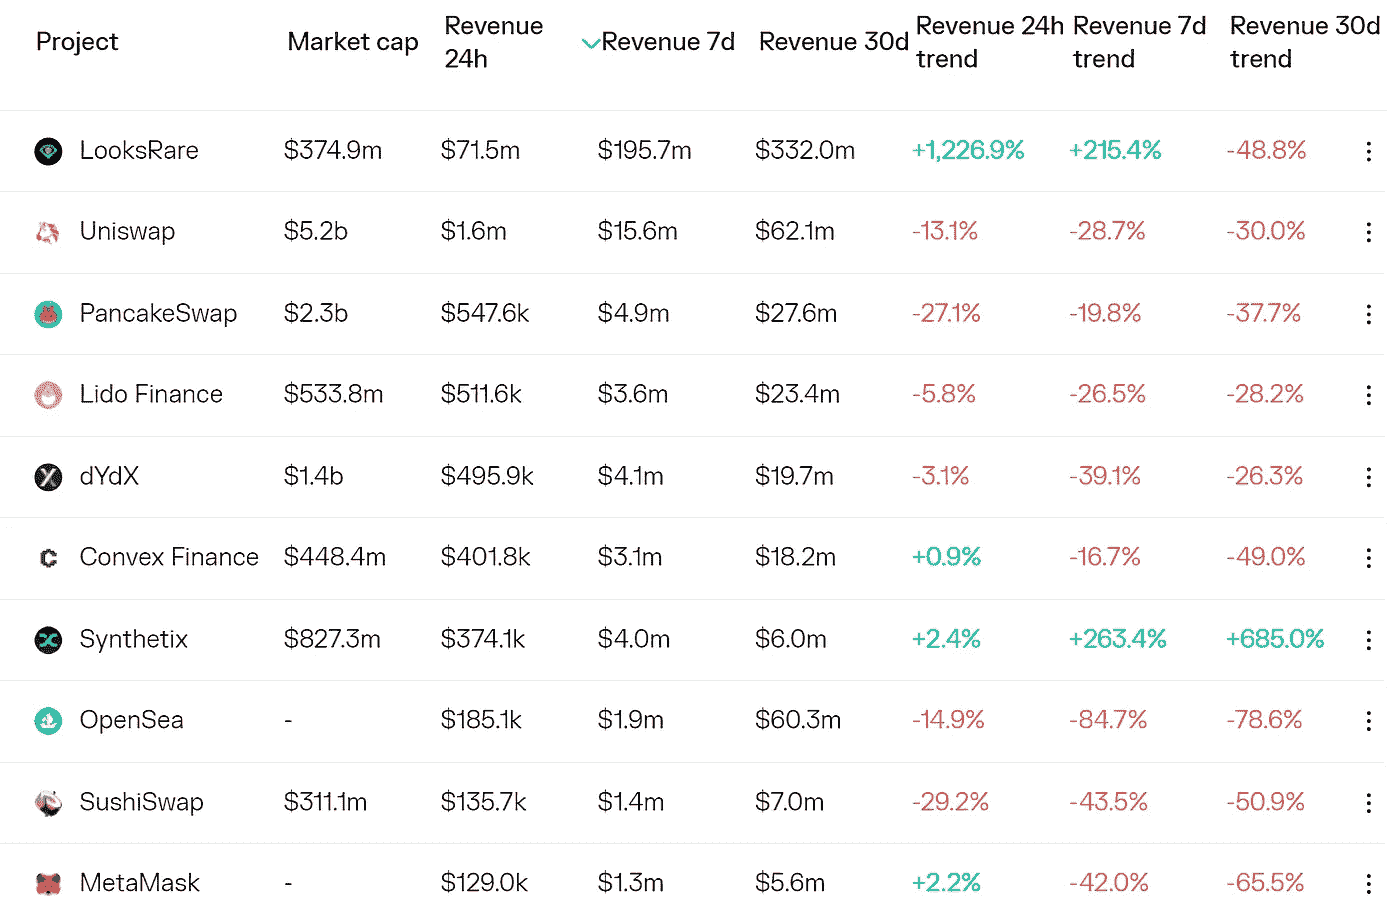 Project Market cap Revenue 24h Revenue 7d Revenue 30d Revenue 24h trend Revenue 7d trend Revenue 30d trend
LooksRare $374.9m $71.5m $195.7m $332.0m +1,226.9% +215.4% -48.8%
Uniswap $5.2b $1.6m $15.6m $62.1m -13.1% -28.7% -30.0%
PancakeSwap $2.3b $547.6k $4.9m $27.6m -27.1% -19.8% -37.7%
Lido Finance $533.8m $511.6k $3.6m $23.4m -5.8% -26.5% -28.2%
dYdX $1.4b $495.9k $4.1m $19.7m -3.1% -39.1% -26.3%
Convex Finance $448.4m $401.8k $3.1m $18.2m +0.9% -16.7% -49.0%
Synthetix $827.3m $374.1k $4.0m $6.0m +2.4% +263.4% +685.0%
OpenSea - $185.1k $1.9m $60.3m -14.9% -84.7% -78.6%
SushiSwap $311.1m $135.7k $1.4m $7.0m -29.2% -43.5% -50.9%
MetaMask - $129.0k $1.3m $5.6m +2.2% -42.0% -65.5%